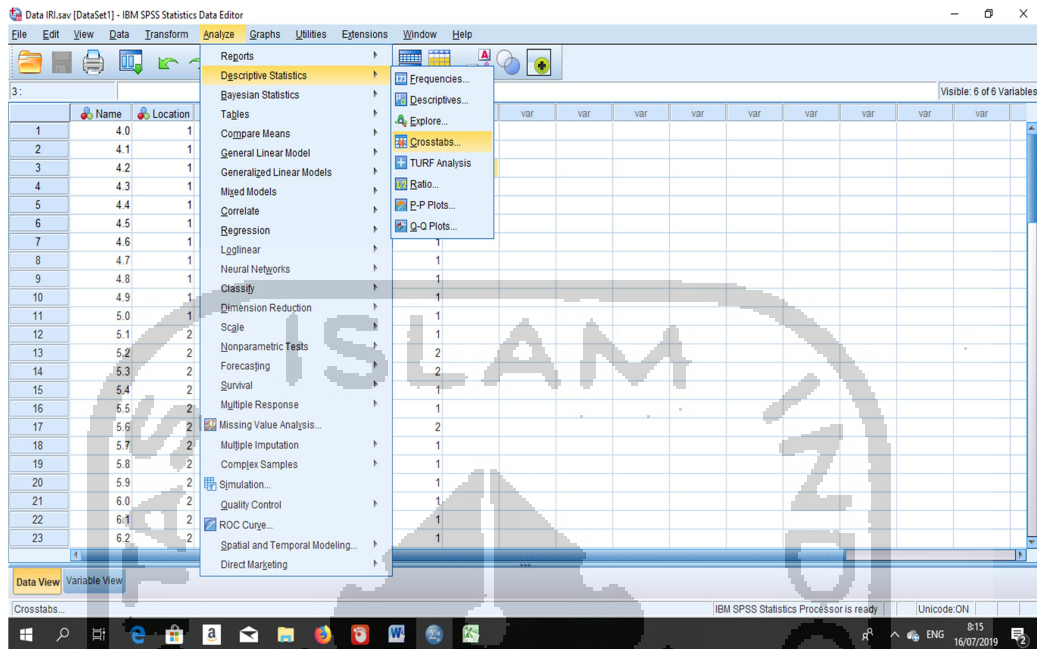 Data IRI.sav [DataSet1] - IBM SPSS Statistics Data Editor
File Edit View Data Transform Analyze Graphs Utilities Extensions Window Help
3 :
Visible: 6 of 6 Variables
Name Location var var var var var var var var var
Reports
Descriptive Statistics
Bayesian Statistics
Tables
Compare Means
General Linear Model
Generalized Linear Models
Mixed Models
Correlate
Regression
Loglinear
Neural Networks
Classify
Dimension Reduction
Scale
Nonparametric Tests
Forecasting
Survival
Multiple Response
Missing Value Analysis...
Multiple Imputation
Complex Samples
Simulation...
Quality Control
ROC Curve...
Spatial and Temporal Modeling...
Direct Marketing
Frequencies...
Descriptives...
Explore...
Crosstabs...
TURF Analysis
Ratio...
P-P Plots...
Q-Q Plots...
1 4.0 1
2 4.1 1
3 4.2 1
4 4.3 1
5 4.4 1
6 4.5 1
7 4.6 1 1
8 4.7 1 1
9 4.8 1 1
10 4.9 1 1
11 5.0 1 1
12 5.1 2 1
13 5.2 2 2
14 5.3 2 2
15 5.4 2 1
16 5.5 2 1
17 5.6 2 2
18 5.7 2 1
19 5.8 2 1
20 5.9 2 1
21 6.0 2 1
22 6.1 2 1
23 6.2 2 1
ISLAM
Data View Variable View
Crosstabs...
IBM SPSS Statistics Processor is ready Unicode:ON
ENG 8:15
16/07/2019
2